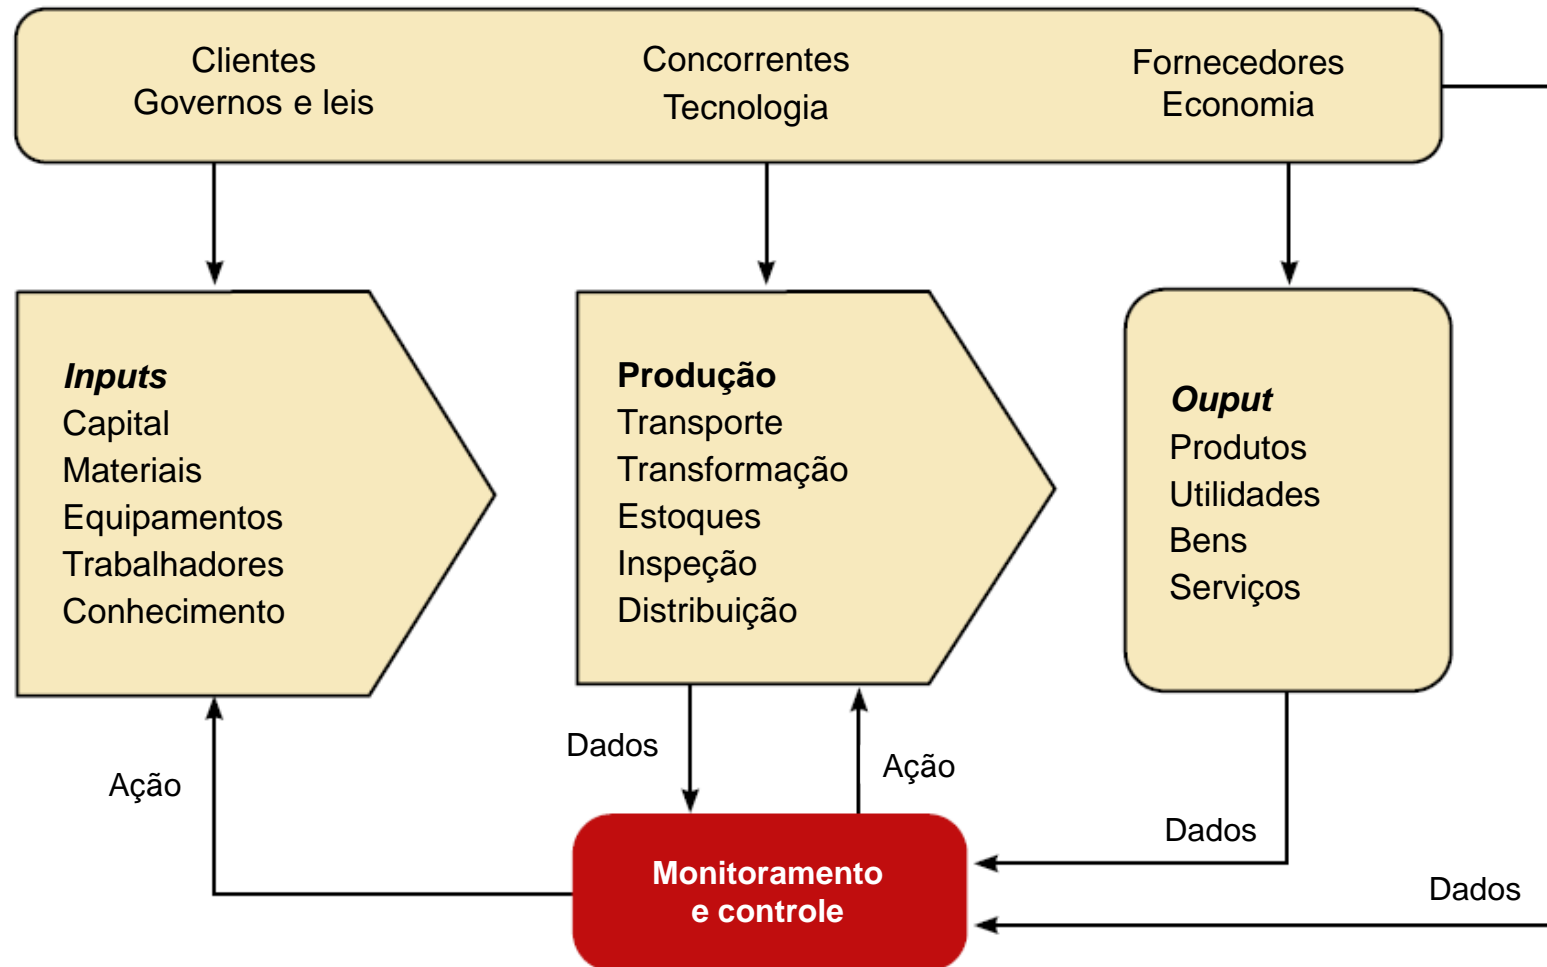 Clientes
Governos e leis
Concorrentes
Tecnologia
Fornecedores
Economia
Inputs
Capital
Materiais
Equipamentos
Trabalhadores
Conhecimento
Produção
Transporte
Transformação
Estoques
Inspeção
Distribuição
Ouput
Produtos
Utilidades
Bens
Serviços
Ação
Dados
Ação
Dados
Dados
Monitoramento
e controle